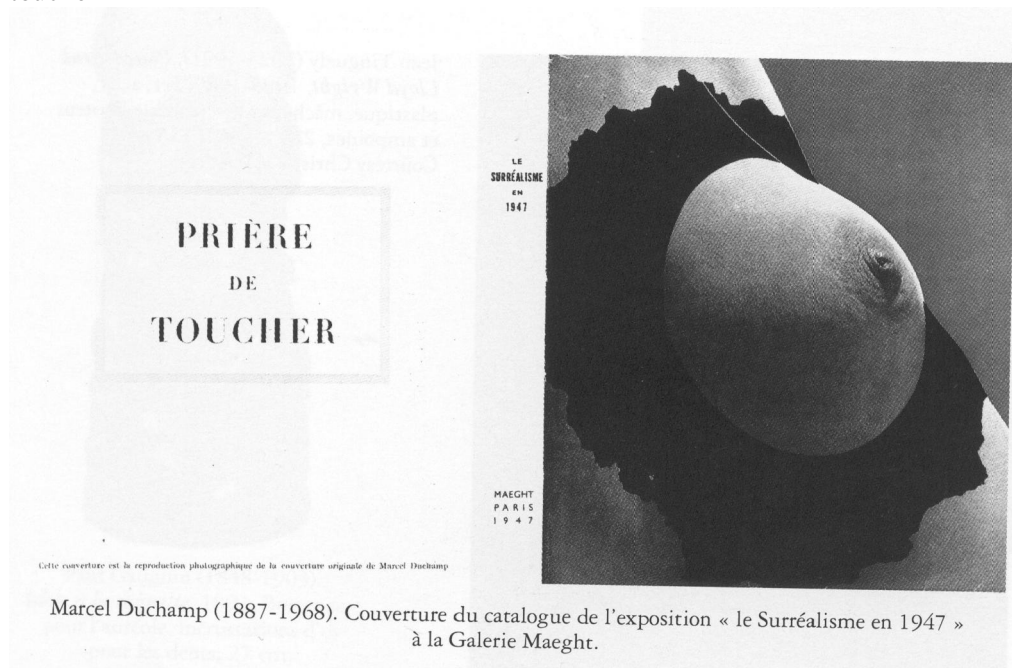 PRIÈRE
DE
TOUCHER
Cette couverture est la reproduction photographique de la couverture originale de Marcel Duchamp
LE
SURRÉALISME
EN
1947
MAEGHT
PARIS
1947
Marcel Duchamp (1887-1968). Couverture du catalogue de l'exposition « le Surréalisme en 1947 »
à la Galerie Maeght.